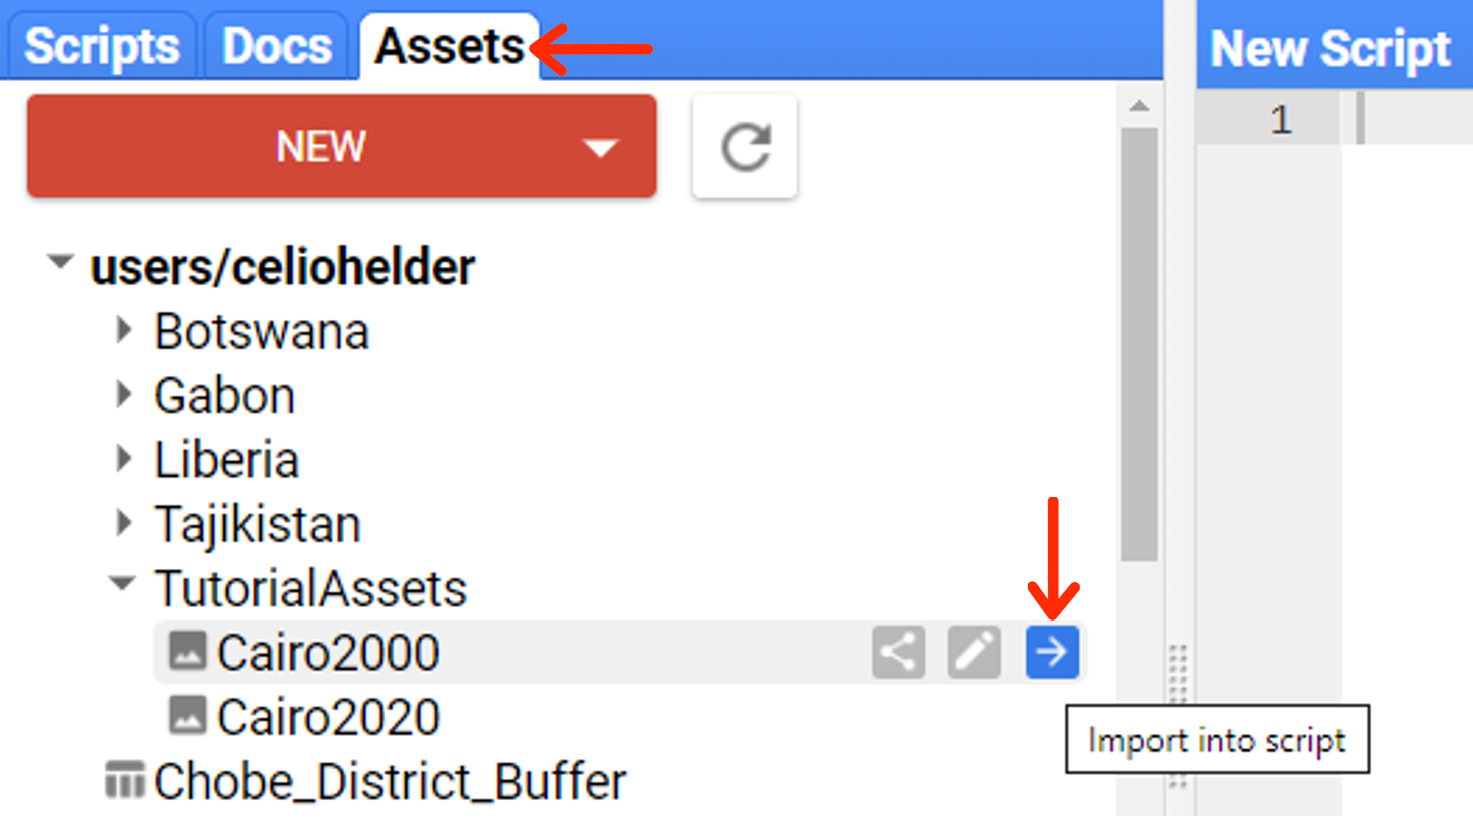 Scripts Docs Assets
New Script
NEW
1
users/celiohelder
Botswana
Gabon
Liberia
Tajikistan
TutorialAssets
Cairo2000
Cairo2020
Import into script
Chobe_District_Buffer